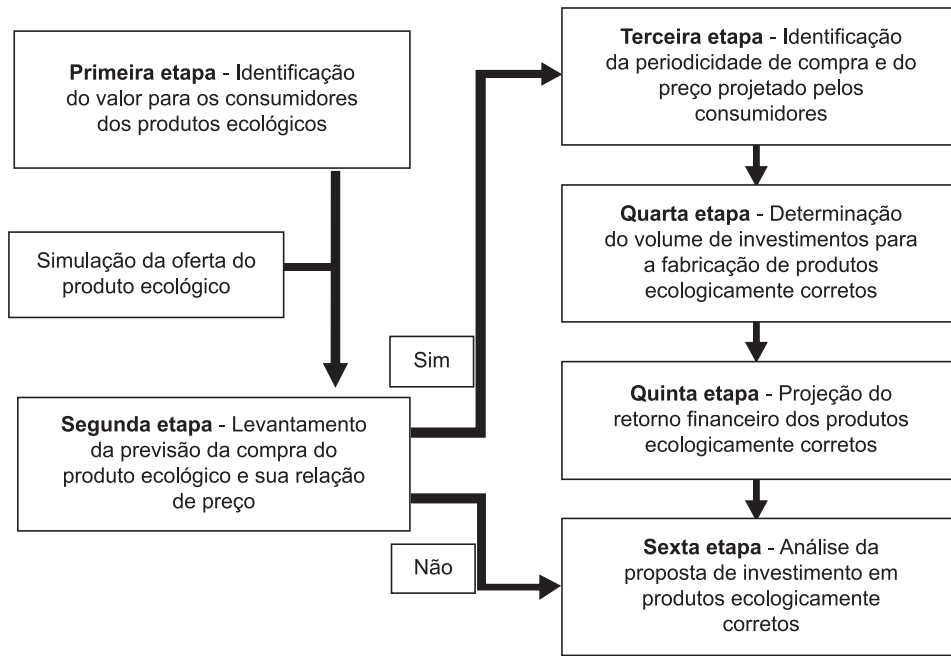 Primeira etapa - Identificação
do valor para os consumidores
dos produtos ecológicos
Simulação da oferta do
produto ecológico
Segunda etapa - Levantamento
da previsão da compra do
produto ecológico e sua relação
de preço
Sim
Não
Terceira etapa - Identificação
da periodicidade de compra e do
preço projetado pelos
consumidores
Quarta etapa - Determinação
do volume de investimentos para
a fabricação de produtos
ecologicamente corretos
Quinta etapa - Projeção do
retorno financeiro dos produtos
ecologicamente corretos
Sexta etapa - Análise da
proposta de investimento em
produtos ecologicamente
corretos